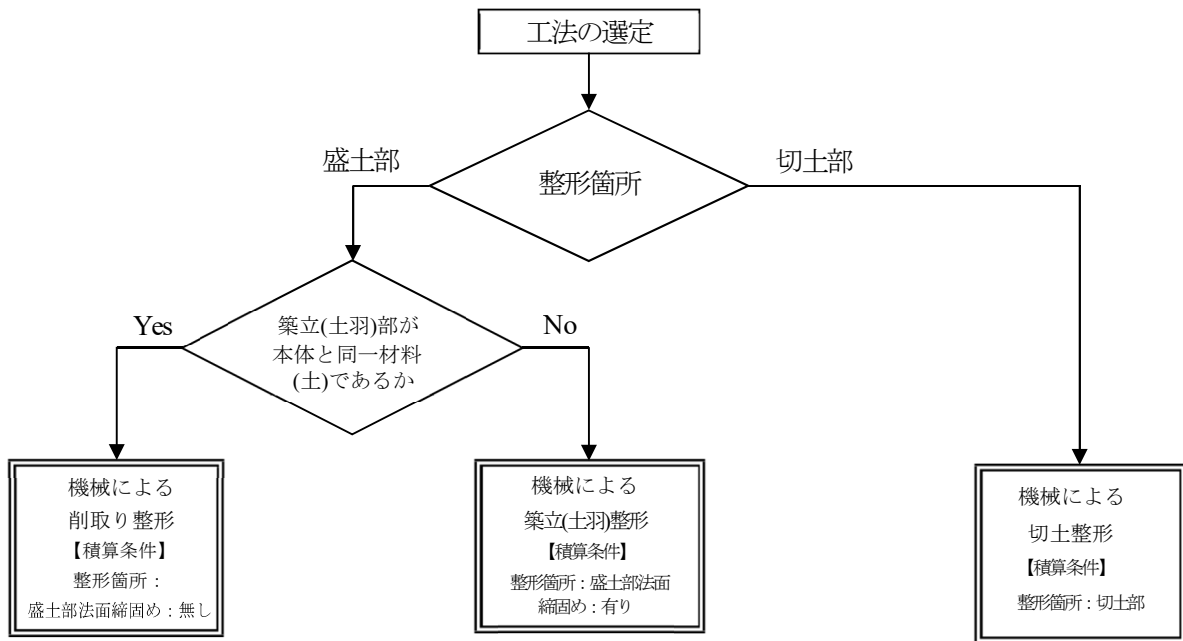 工法の選定
盛土部
整形箇所
切土部
Yes
築立(土羽)部が
本体と同一材料
(土)であるか
No
機械による
削取り整形
【積算条件】
整形箇所：
盛土部法面締固め：無し
機械による
築立(土羽)整形
【積算条件】
整形箇所：盛土部法面
締固め：有り
機械による
切土整形
【積算条件】
整形箇所：切土部